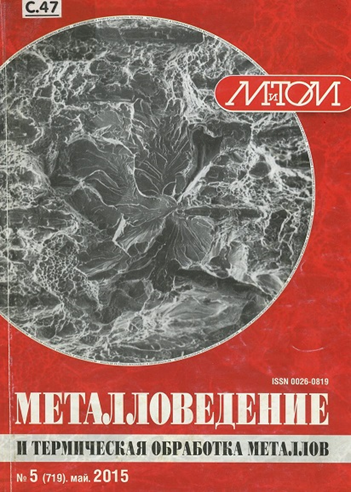 С.47
МиТОМ
ISSN 0026-0819
МЕТАЛЛОВЕДЕНИЕ
И ТЕРМИЧЕСКАЯ ОБРАБОТКА МЕТАЛЛОВ
№ 5 (719). май. 2015